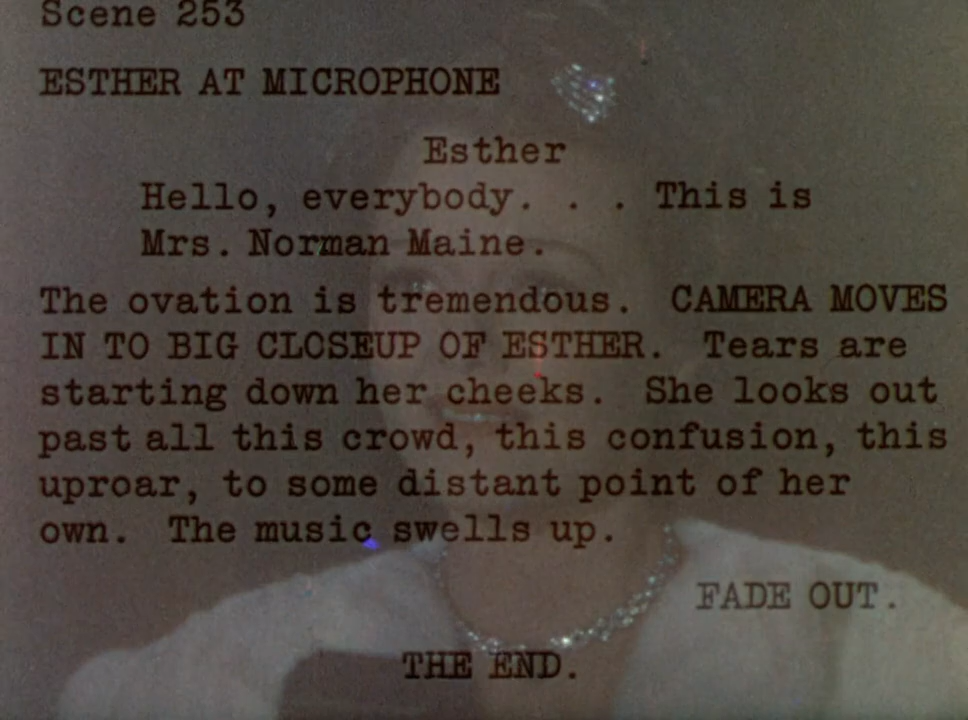 Scene 253
ESTHER AT MICROPHONE
Esther
Hello, everybody. . . This is
Mrs. Norman Maine.
The ovation is tremendous. CAMERA MOVES
IN TO BIG CLOSEUP OF ESTHER. Tears are
starting down her cheeks. She looks out
past all this crowd, this confusion, this
uproar, to some distant point of her
own. The music swells up.
FADE OUT.
THE END.